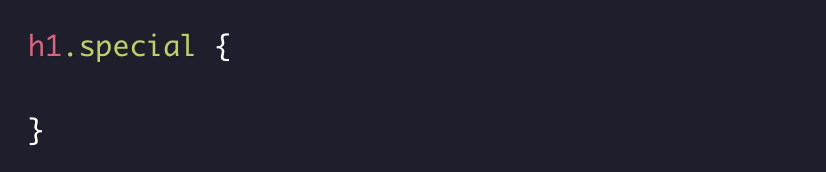 h1.special {
}